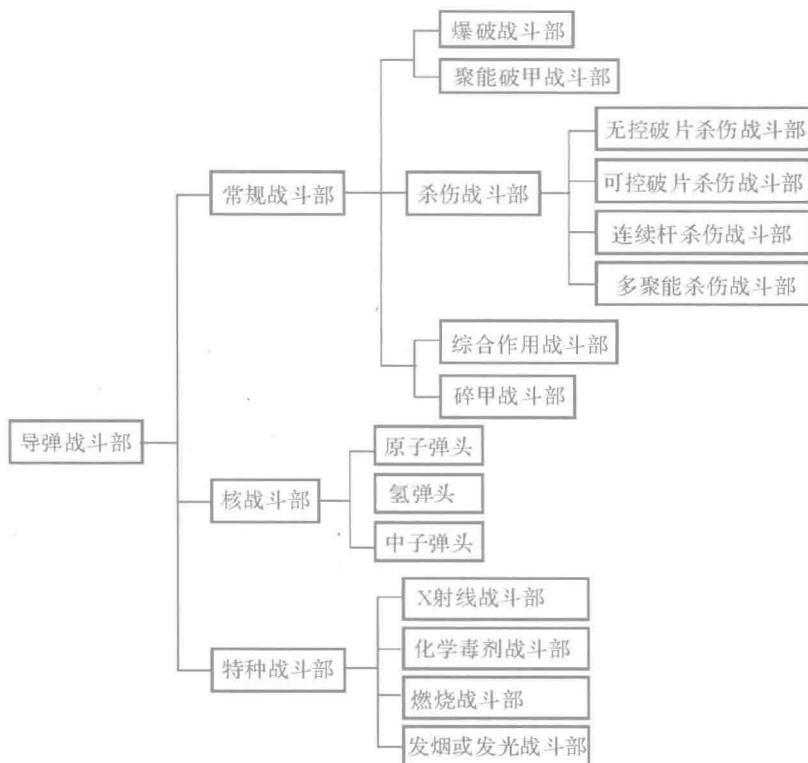 爆破战斗部
聚能破甲战斗部
无控破片杀伤战斗部
可控破片杀伤战斗部
常规战斗部
杀伤战斗部
连续杆杀伤战斗部
多聚能杀伤战斗部
综合作用战斗部
碎甲战斗部
导弹战斗部
原子弹头
核战斗部
氢弹头
中子弹头
X射线战斗部
化学毒剂战斗部
特种战斗部
燃烧战斗部
发烟或发光战斗部